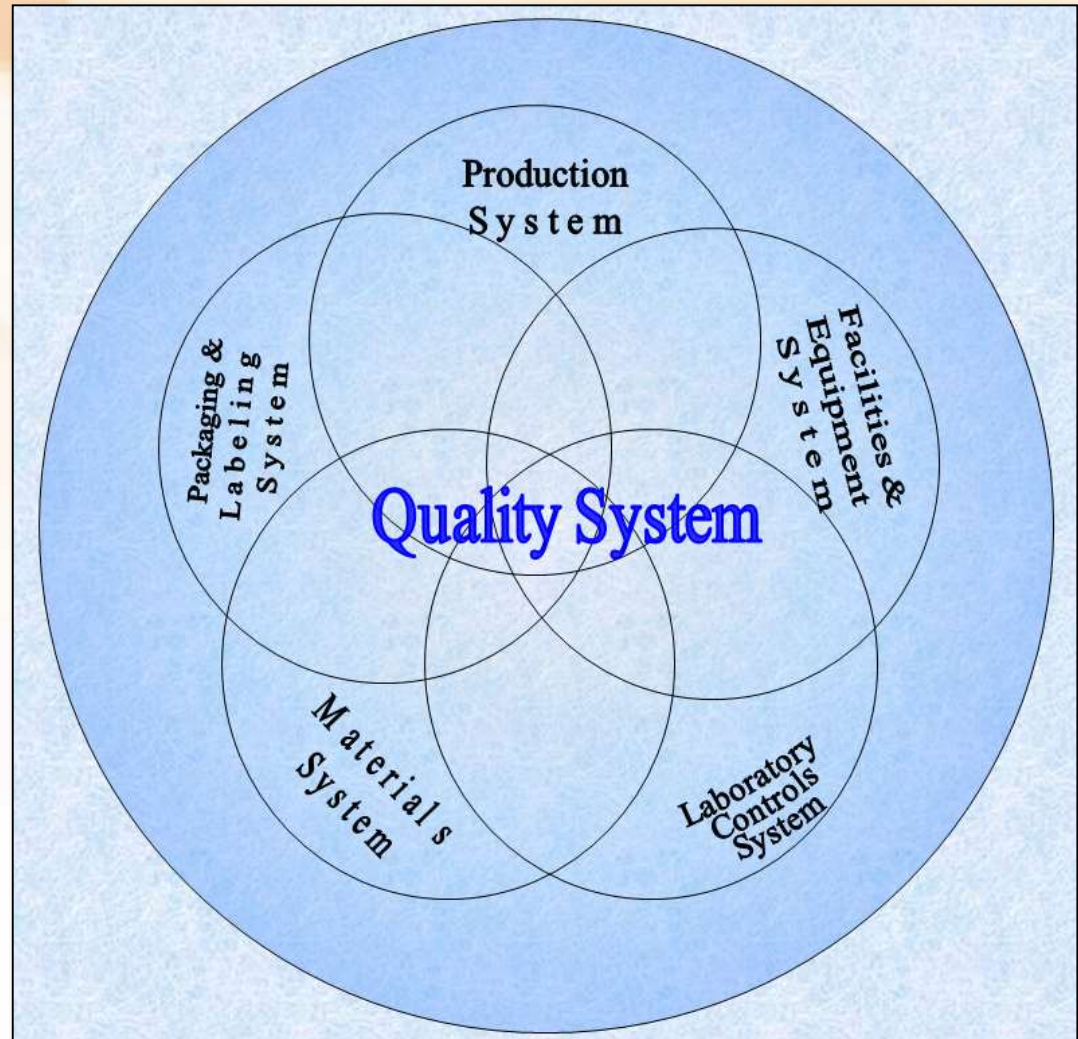 Production
System
Facilities &
Equipment
System
Packaging &
Labeling
System
Quality System
Materials
System
Laboratory
Controls
System